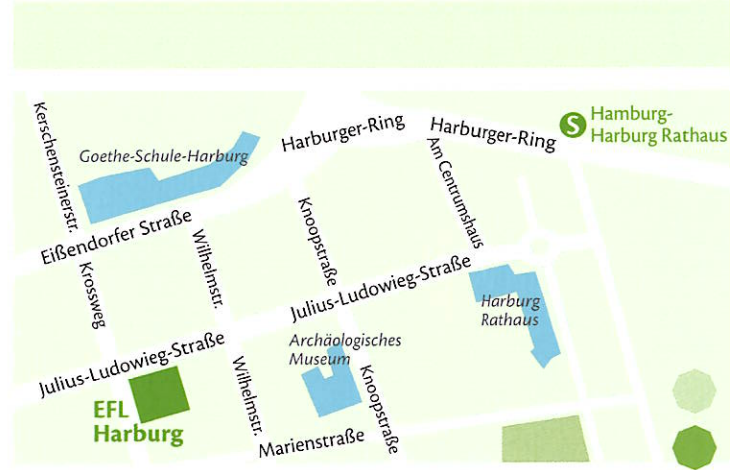 S Hamburg-
Harburg Rathaus
Harburger-Ring
Harburger-Ring
Kerschensteinerstr.
Goethe-Schule-Harburg
Am Centrumshaus
Eißendorfer Straße
Wilhelmstr.
Knoopstraße
Krossweg
Julius-Ludowieg-Straße
Harburg
Rathaus
Julius-Ludowieg-Straße
Archäologisches
Museum
Wilhelmstr.
Knoopstraße
EFL
Harburg
Marienstraße